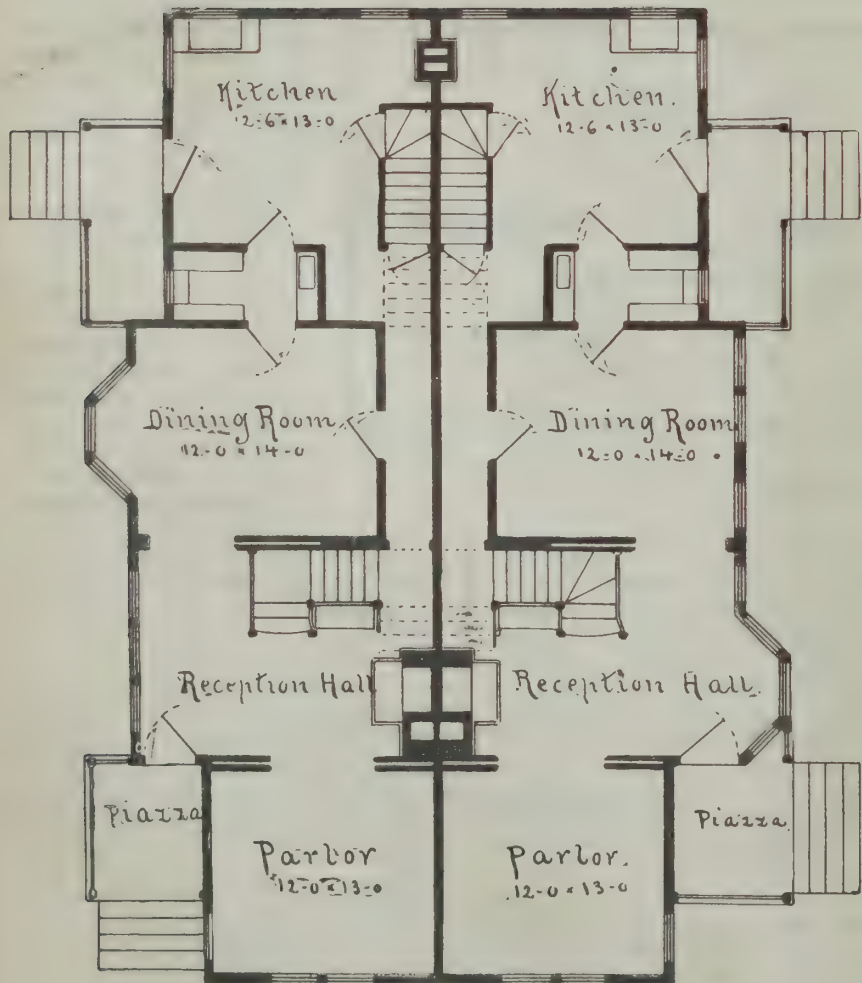 Kitchen
12-6 x 13-0
Kitchen.
12-6 x 13-0
Dining Room
12-0 x 14-0
Dining Room
12-0 x 14-0
Reception Hall
Reception Hall.
Piazza
Parlor
12-0 x 13-0
Parlor.
12-0 x 13-0
Piazza